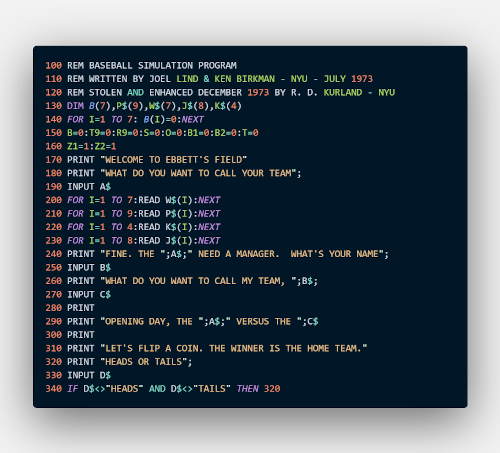 100 REM BASEBALL SIMULATION PROGRAM
110 REM WRITTEN BY JOEL LIND & KEN BIRKMAN - NYU - JULY 1973
120 REM STOLEN AND ENHANCED DECEMBER 1973 BY R. D. KURLAND - NYU
130 DIM B(7),P$(9),W$(7),J$(8),K$(4)
140 FOR I=1 TO 7: B(I)=0:NEXT
150 B=0:T9=0:R9=0:S=0:O=0:B1=0:B2=0:T=0
160 Z1=1:Z2=1
170 PRINT "WELCOME TO EBBETT'S FIELD"
180 PRINT "WHAT DO YOU WANT TO CALL YOUR TEAM";
190 INPUT A$
200 FOR I=1 TO 7:READ W$(I):NEXT
210 FOR I=1 TO 9:READ P$(I):NEXT
220 FOR I=1 TO 4:READ K$(I):NEXT
230 FOR I=1 TO 8:READ J$(I):NEXT
240 PRINT "FINE. THE ";A$;" NEED A MANAGER.  WHAT'S YOUR NAME";
250 INPUT B$
260 PRINT "WHAT DO YOU WANT TO CALL MY TEAM, ";B$;
270 INPUT C$
280 PRINT
290 PRINT "OPENING DAY, THE ";A$;" VERSUS THE ";C$
300 PRINT
310 PRINT "LET'S FLIP A COIN. THE WINNER IS THE HOME TEAM."
320 PRINT "HEADS OR TAILS";
330 INPUT D$
340 IF D$<>"HEADS" AND D$<>"TAILS" THEN 320